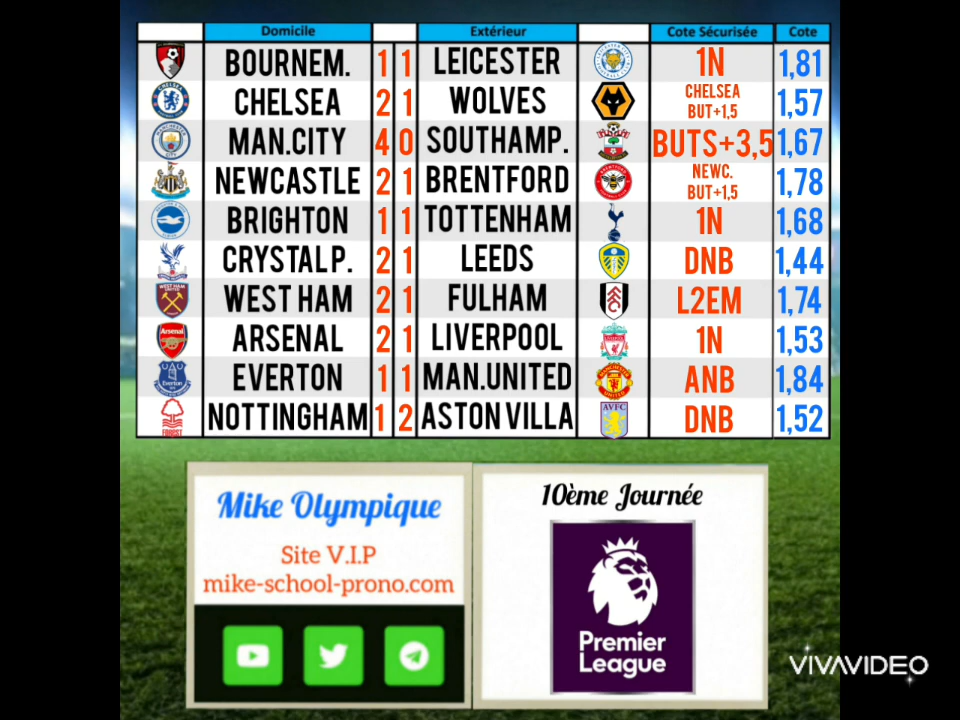 Domicile Extérieur Cote Sécurisée Cote
BOURNEM. 1 1 LEICESTER 1N 1,81
CHELSEA 2 1 WOLVES CHELSEA BUT+1,5 1,57
MAN.CITY 4 0 SOUTHAMP. BUTS+3,5 1,67
NEWCASTLE 2 1 BRENTFORD NEWC. BUT+1,5 1,78
BRIGHTON 1 1 TOTTENHAM 1N 1,68
CRYSTAL P. 2 1 LEEDS DNB 1,44
WEST HAM 2 1 FULHAM L2EM 1,74
ARSENAL 2 1 LIVERPOOL 1N 1,53
EVERTON 1 1 MAN.UNITED ANB 1,84
NOTTINGHAM 1 2 ASTON VILLA DNB 1,52
Mike Olympique
Site V.I.P
mike-school-prono.com
10ème Journée
Premier
League
VIVAVIDEO